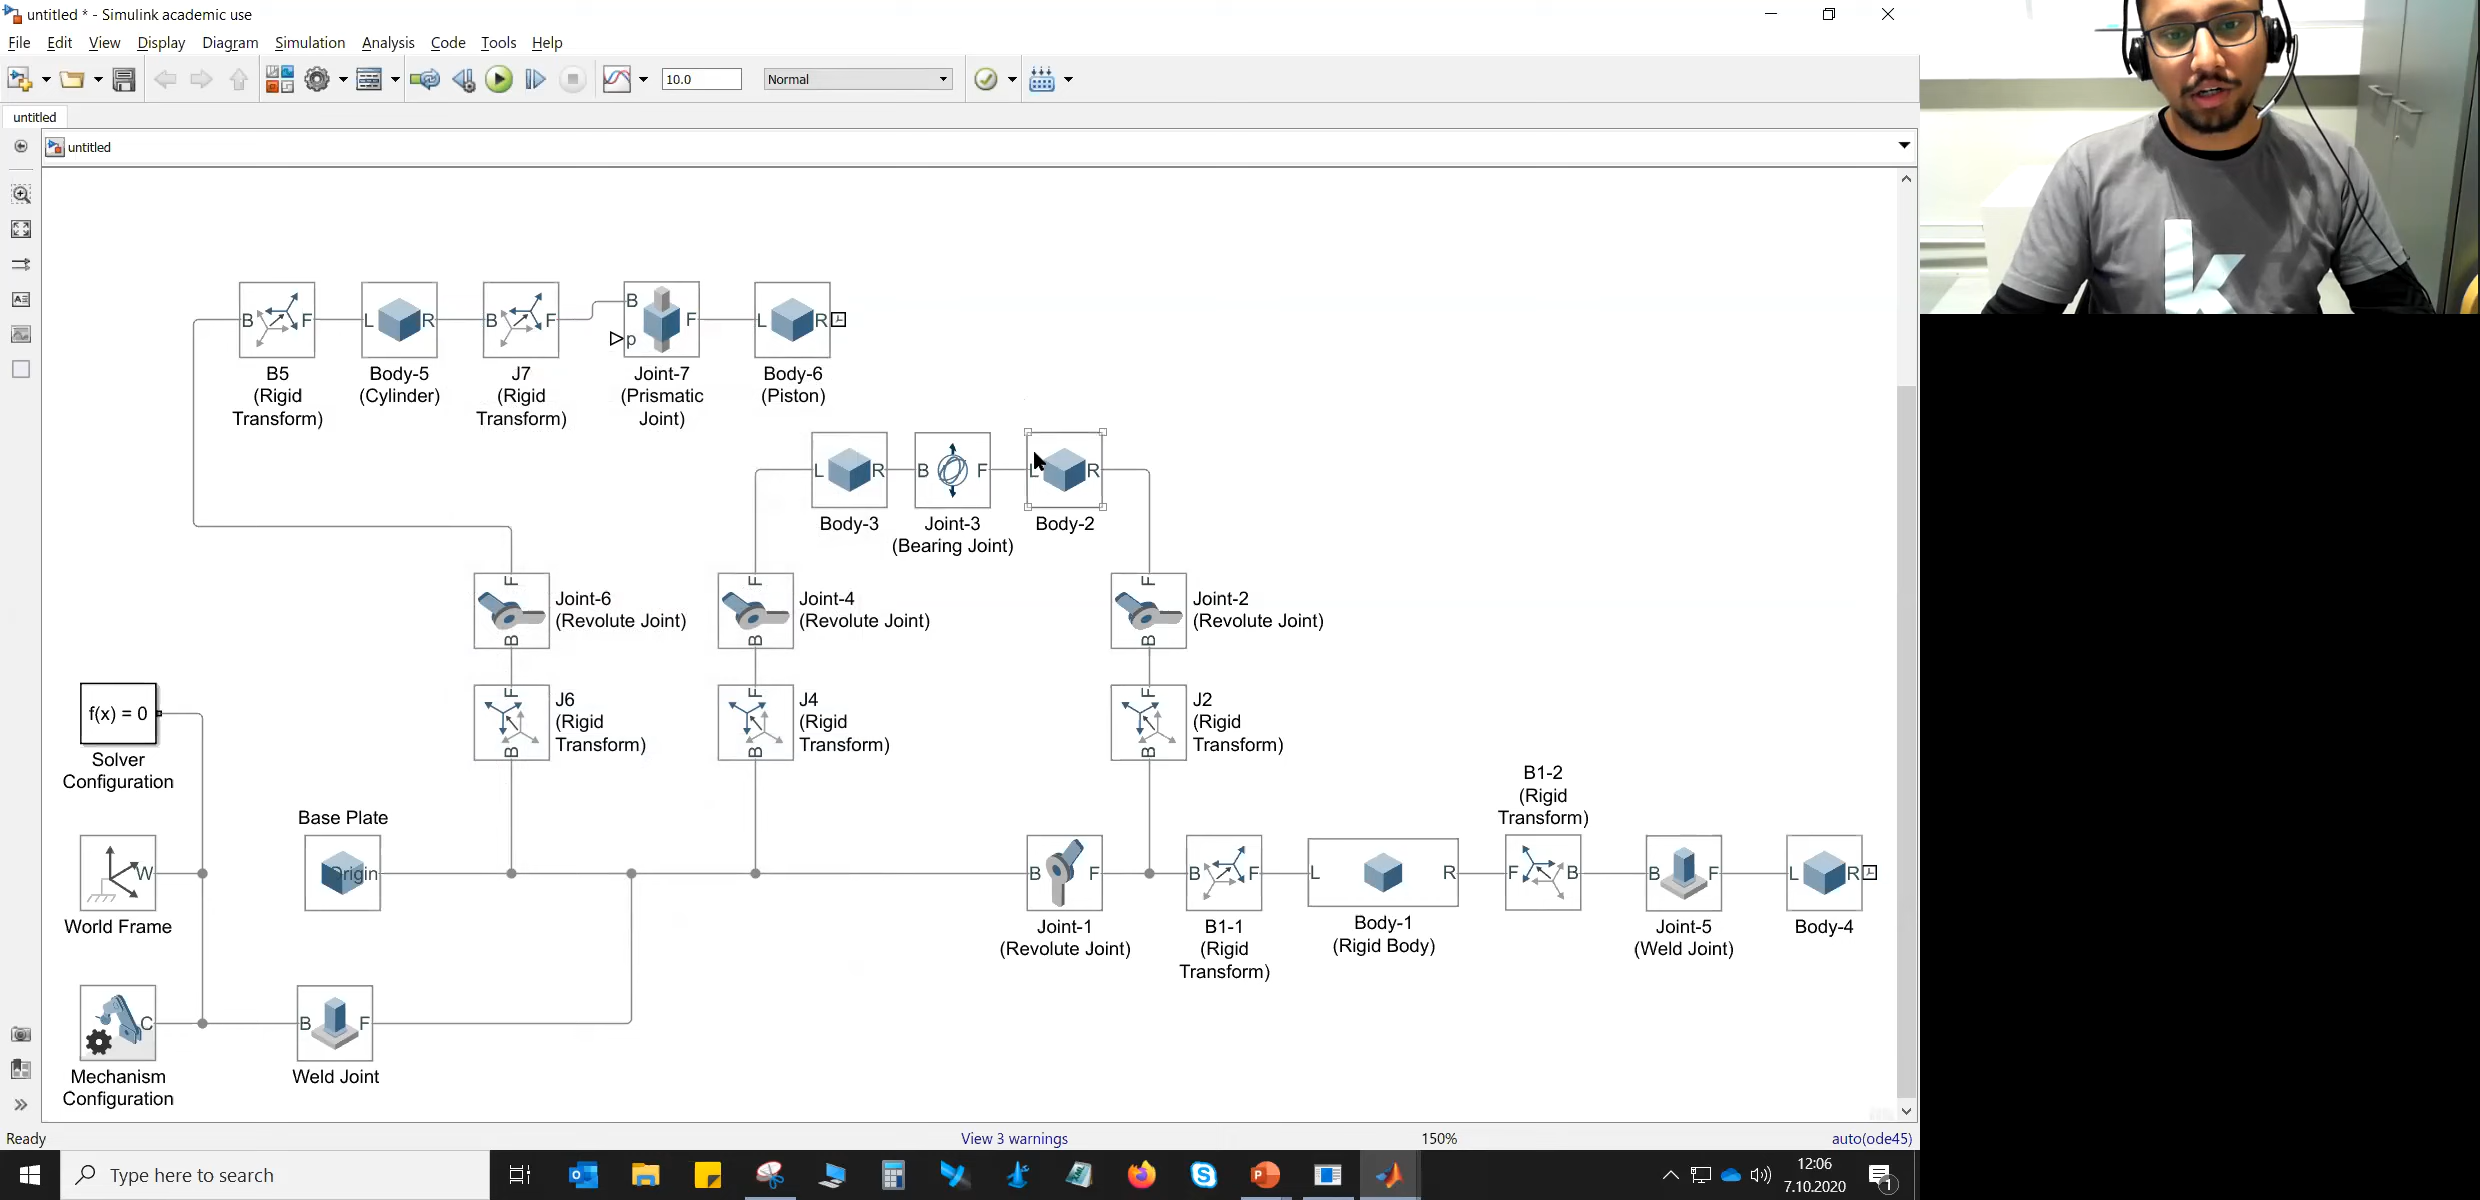 untitled * - Simulink academic use
File Edit View Display Diagram Simulation Analysis Code Tools Help
10.0 Normal
untitled
untitled
B F L R B F B p F L R
B5
(Rigid
Transform)
Body-5
(Cylinder)
J7
(Rigid
Transform)
Joint-7
(Prismatic
Joint)
Body-6
(Piston)
L R B F L R
Body-3
Joint-3
(Bearing Joint)
Body-2
F
B
Joint-6
(Revolute Joint)
F
B
Joint-4
(Revolute Joint)
F
B
Joint-2
(Revolute Joint)
F
B
J6
(Rigid
Transform)
F
B
J4
(Rigid
Transform)
F
B
J2
(Rigid
Transform)
f(x) = 0
Solver
Configuration
Base Plate
B1-2
(Rigid
Transform)
W
World Frame
Origin
B F
Joint-1
(Revolute Joint)
B F
B1-1
(Rigid
Transform)
L R
Body-1
(Rigid Body)
F B
B F
Joint-5
(Weld Joint)
L R
Body-4
C
Mechanism
Configuration
B F
Weld Joint
Ready View 3 warnings 150% auto(ode45)
Type here to search
12:06
7.10.2020
1
k